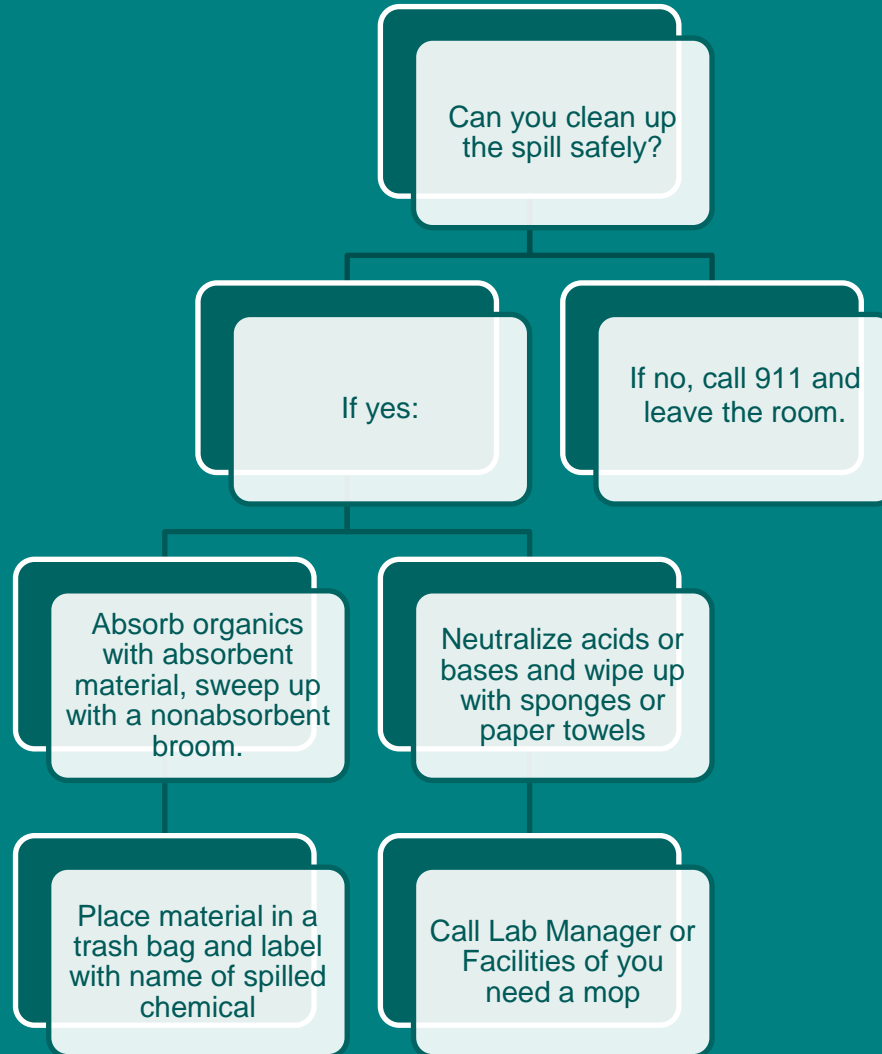 Can you clean up
the spill safely?
If yes:
If no, call 911 and
leave the room.
Absorb organics
with absorbent
material, sweep up
with a nonabsorbent
broom.
Neutralize acids or
bases and wipe up
with sponges or
paper towels
Place material in a
trash bag and label
with name of spilled
chemical
Call Lab Manager or
Facilities of you
need a mop